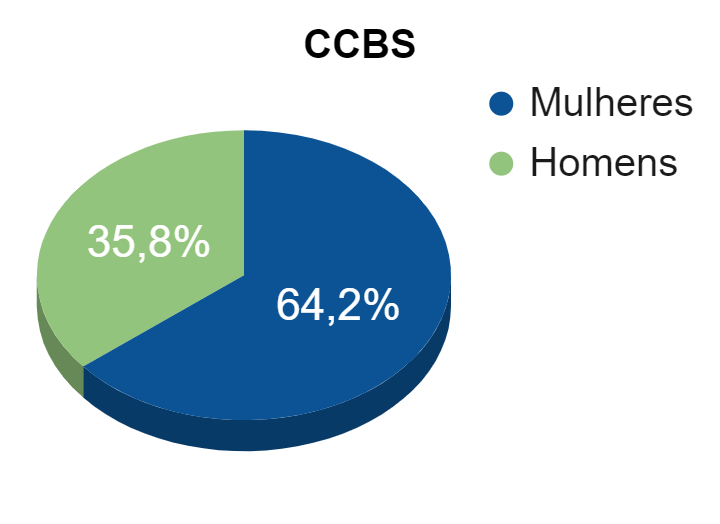 CCBS
Mulheres
Homens
35,8%
64,2%